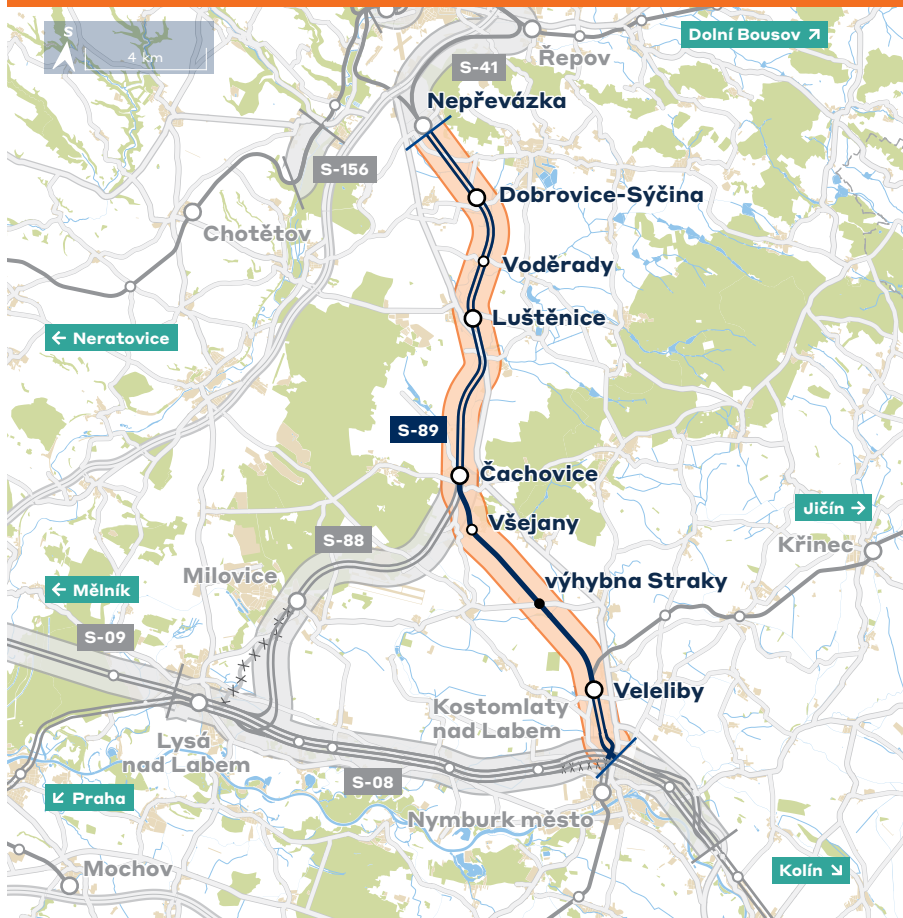 S
4 km
Dolní Bousov ↗
Řepov
S-41
Nepřevázka
S-156
Dobrovice-Sýčina
Chotětov
Voděrady
Luštěnice
← Neratovice
S-89
Čachovice
Jičín →
Všejany
S-88
Křinec
Milovice
výhybna Straky
← Mělník
S-09
Veleliby
Kostomlaty
nad Labem
Lysá
nad Labem
S-08
↙ Praha
Nymburk město
Mochov
Kolín ↘